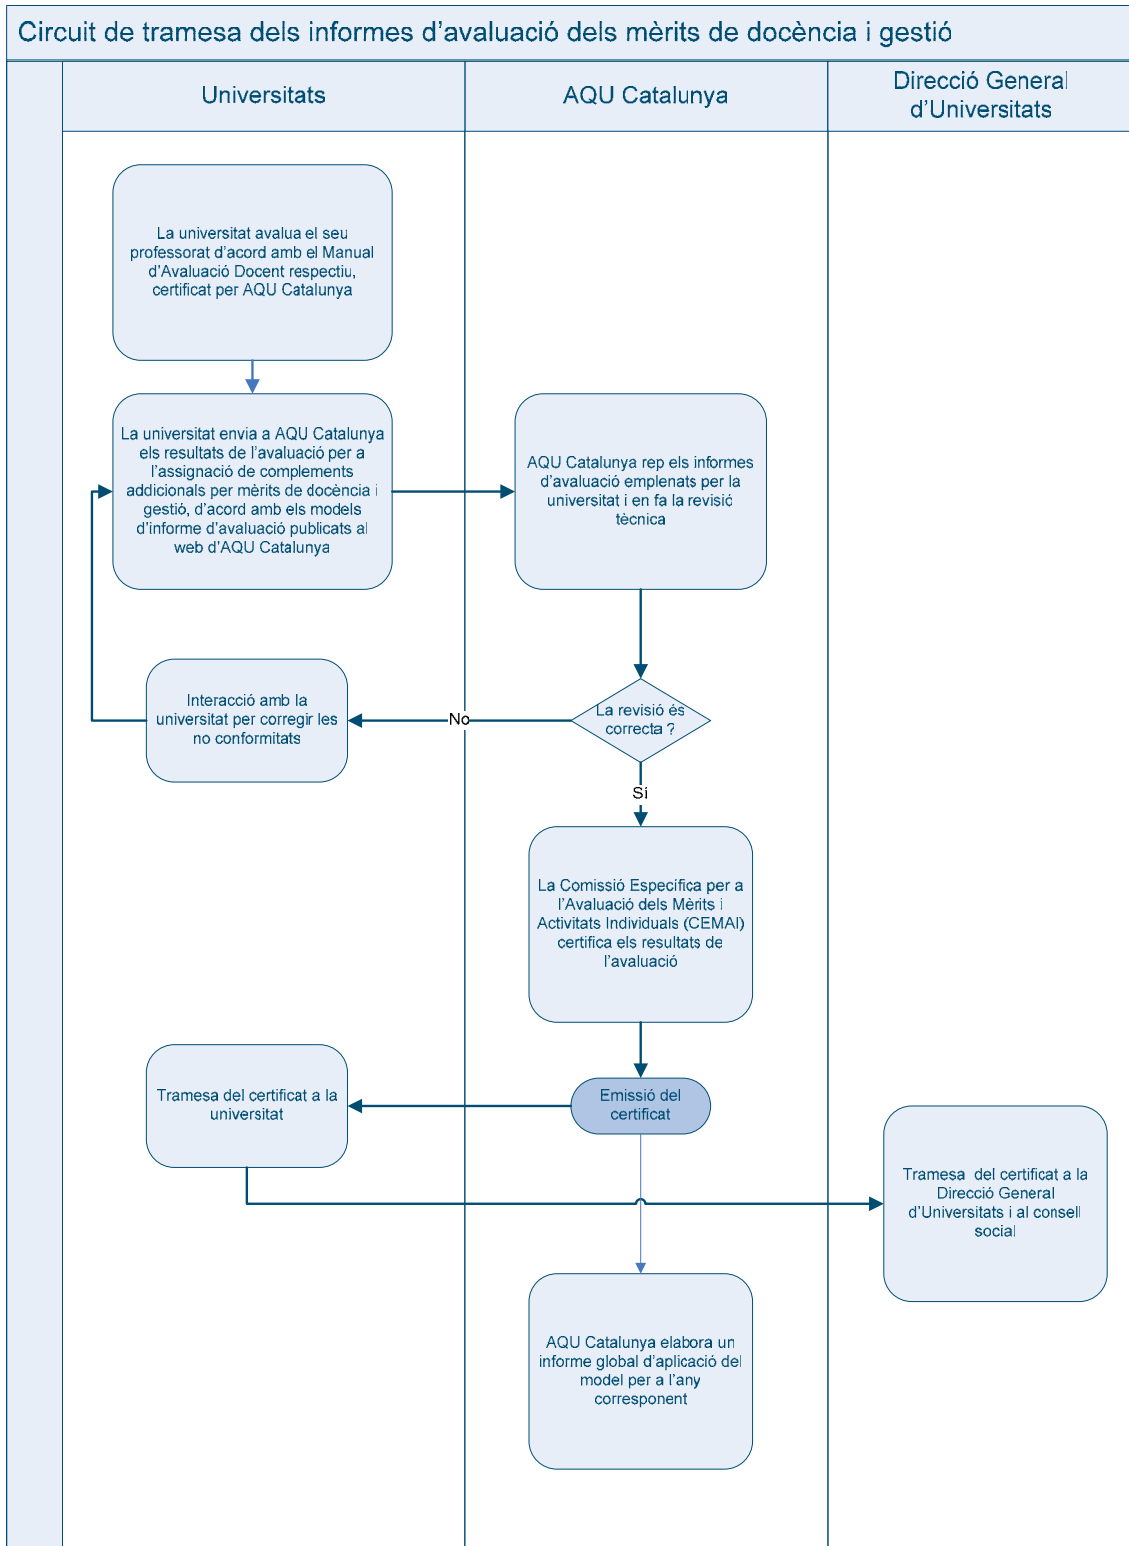 Circuit de tramesa dels informes d’avaluació dels mèrits de docència i gestió
Universitats
AQU Catalunya
Direcció General
d’Universitats
La universitat avalua el seu
professorat d’acord amb el Manual
d’Avaluació Docent respectiu,
certificat per AQU Catalunya
La universitat envia a AQU Catalunya
els resultats de l’avaluació per a
l’assignació de complements
addicionals per mèrits de docència i
gestió, d’acord amb els models
d’informe d’avaluació publicats al
web d’AQU Catalunya
AQU Catalunya rep els informes
d’avaluació emplenats per la
universitat i en fa la revisió
tècnica
Interacció amb la
universitat per corregir les
no conformitats
No
La revisió és
correcta ?
Sí
La Comissió Específica per a
l’Avaluació dels Mèrits i
Activitats Individuals (CEMAI)
certifica els resultats de
l’avaluació
Tramesa del certificat a la
universitat
Emissió del
certificat
Tramesa del certificat a la
Direcció General
d’Universitats i al consell
social
AQU Catalunya elabora un
informe global d’aplicació del
model per a l’any
corresponent